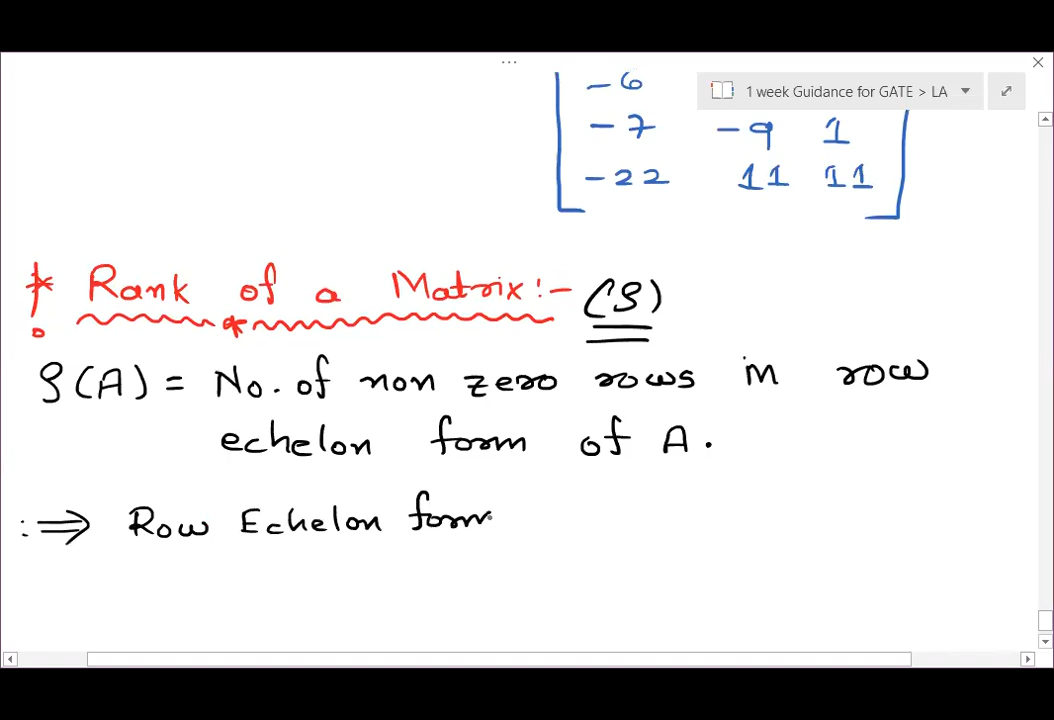 -6
1 week Guidance for GATE > LA
-7 -9 1
-22 11 11
* Rank of a Matrix:- (ρ)
ρ(A) = No. of non zero rows in row
echelon form of A.
:⇒ Row Echelon form